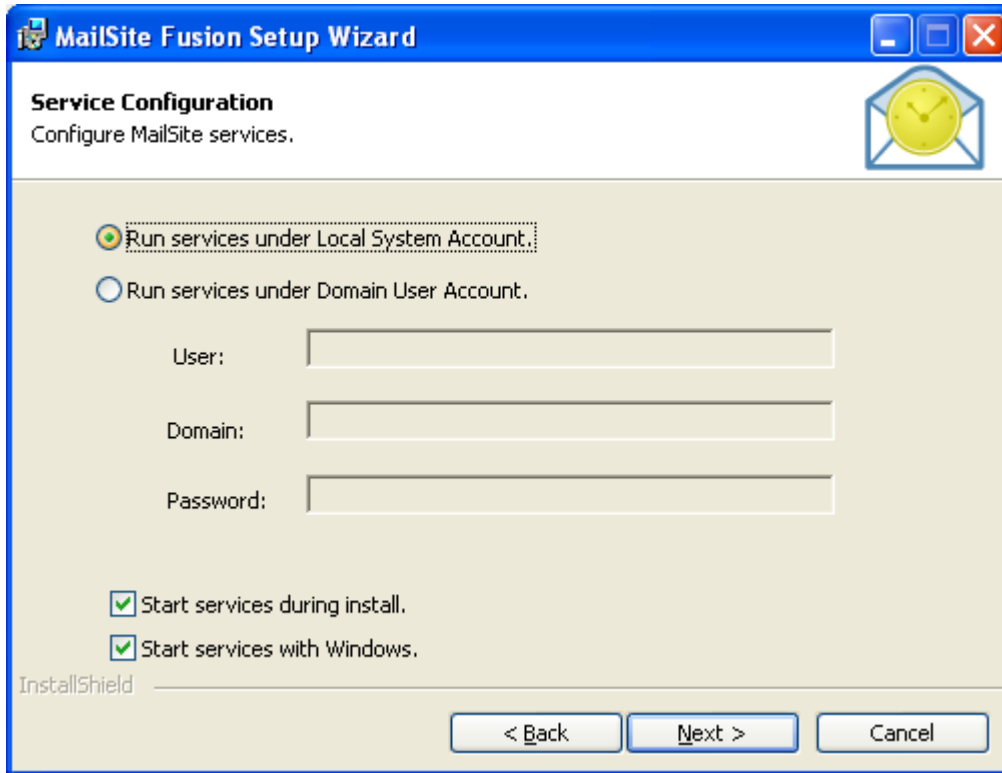 MailSite Fusion Setup Wizard
Service Configuration
Configure MailSite services.
Run services under Local System Account.
Run services under Domain User Account.
User:
Domain:
Password:
Start services during install.
Start services with Windows.
InstallShield
< Back Next > Cancel